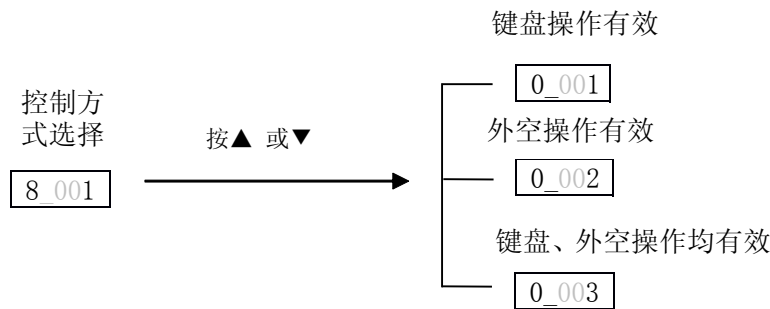 键盘操作有效
0_001
控制方
式选择
8_001
按▲ 或▼
外空操作有效
0_002
键盘、外空操作均有效
0_003